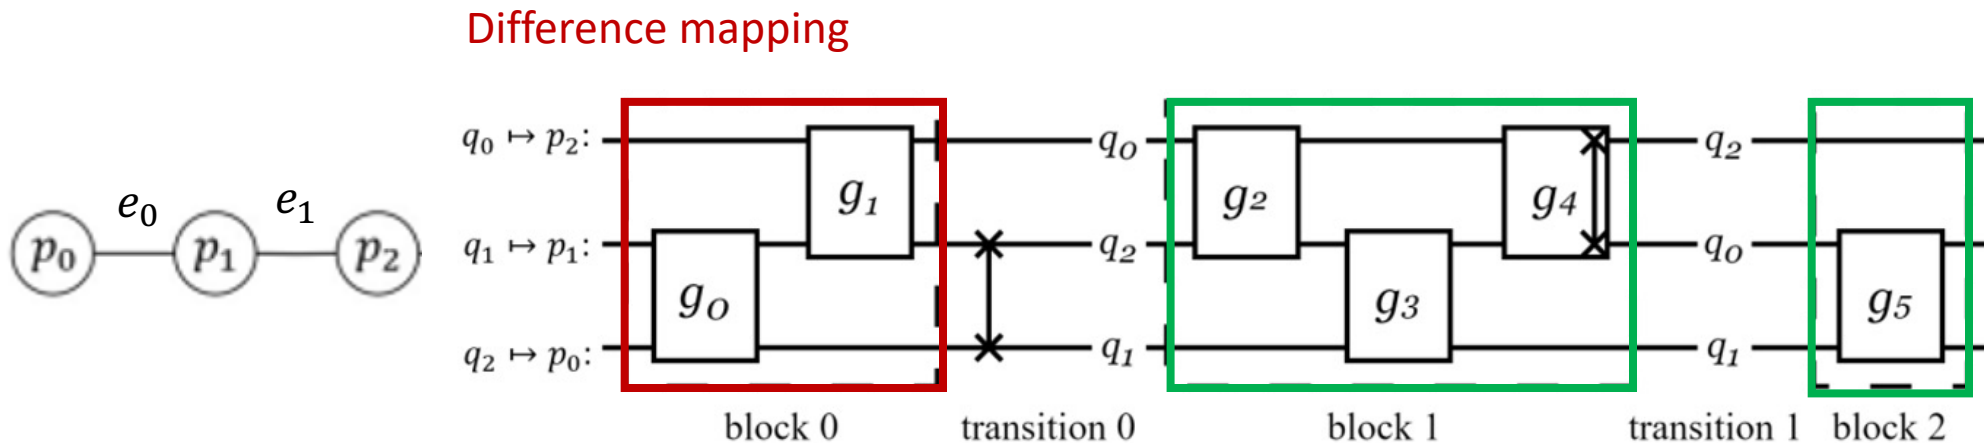 Difference mapping
p₀ e₀ p₁ e₁ p₂
q₀ ↦ p₂: g₁ q₀ g₂ g₄ q₂
q₁ ↦ p₁: q₂ q₀
q₂ ↦ p₀: g₀ q₁ g₃ q₁ g₅
block 0 transition 0 block 1 transition 1 block 2